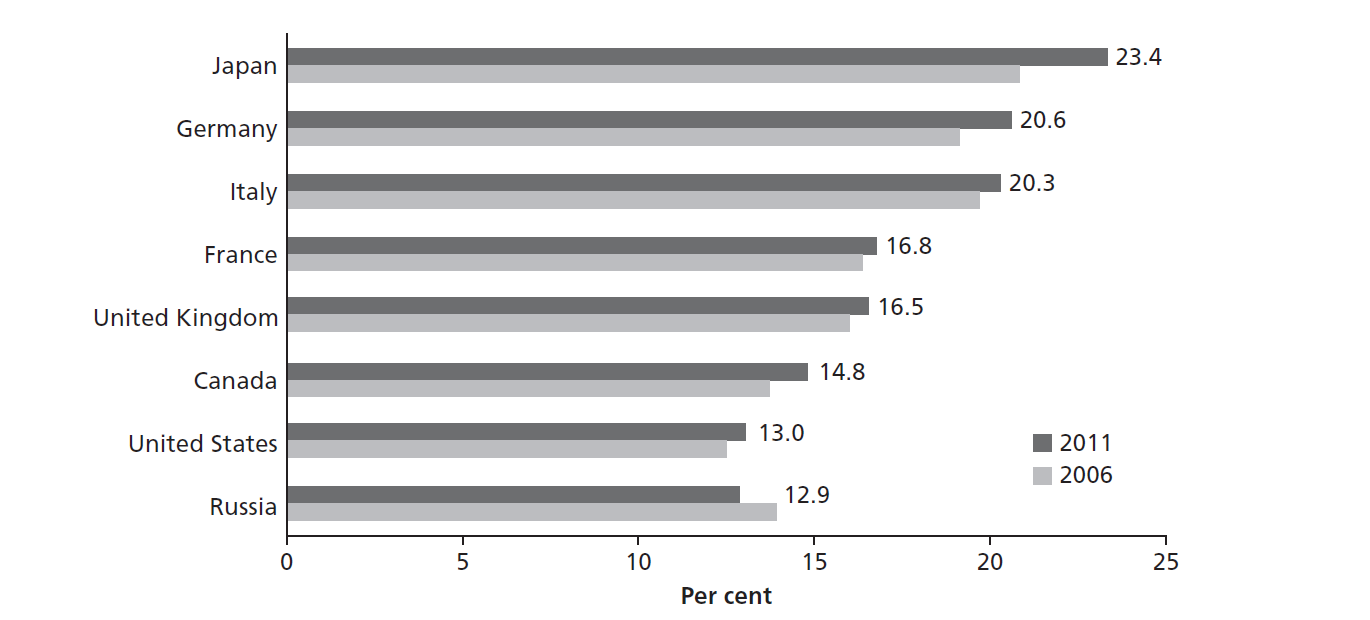 Japan 23.4
Germany 20.6
Italy 20.3
France 16.8
United Kingdom 16.5
Canada 14.8
United States 13.0
2011
2006
Russia 12.9
0 5 10 15 20 25
Per cent